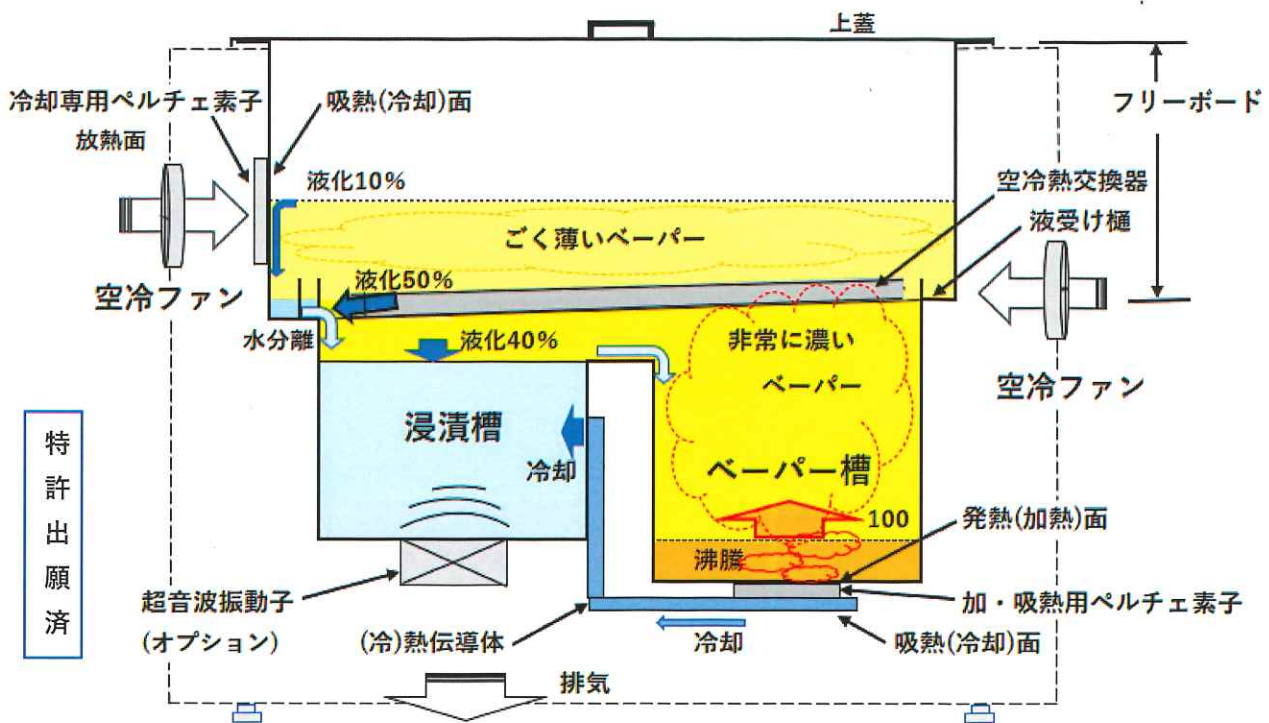 上蓋
冷却専用ペルチェ素子
放熱面
吸熱(冷却)面
フリーボード
液化10%
空冷熱交換器
ごく薄いベーパー
液受け樋
空冷ファン
液化50%
水分離
液化40%
非常に濃い
ベーパー
空冷ファン
特許出願済
浸漬槽
冷却
ベーパー槽
100
発熱(加熱)面
沸騰
超音波振動子
(オプション)
(冷)熱伝導体
冷却
加・吸熱用ペルチェ素子
吸熱(冷却)面
排気